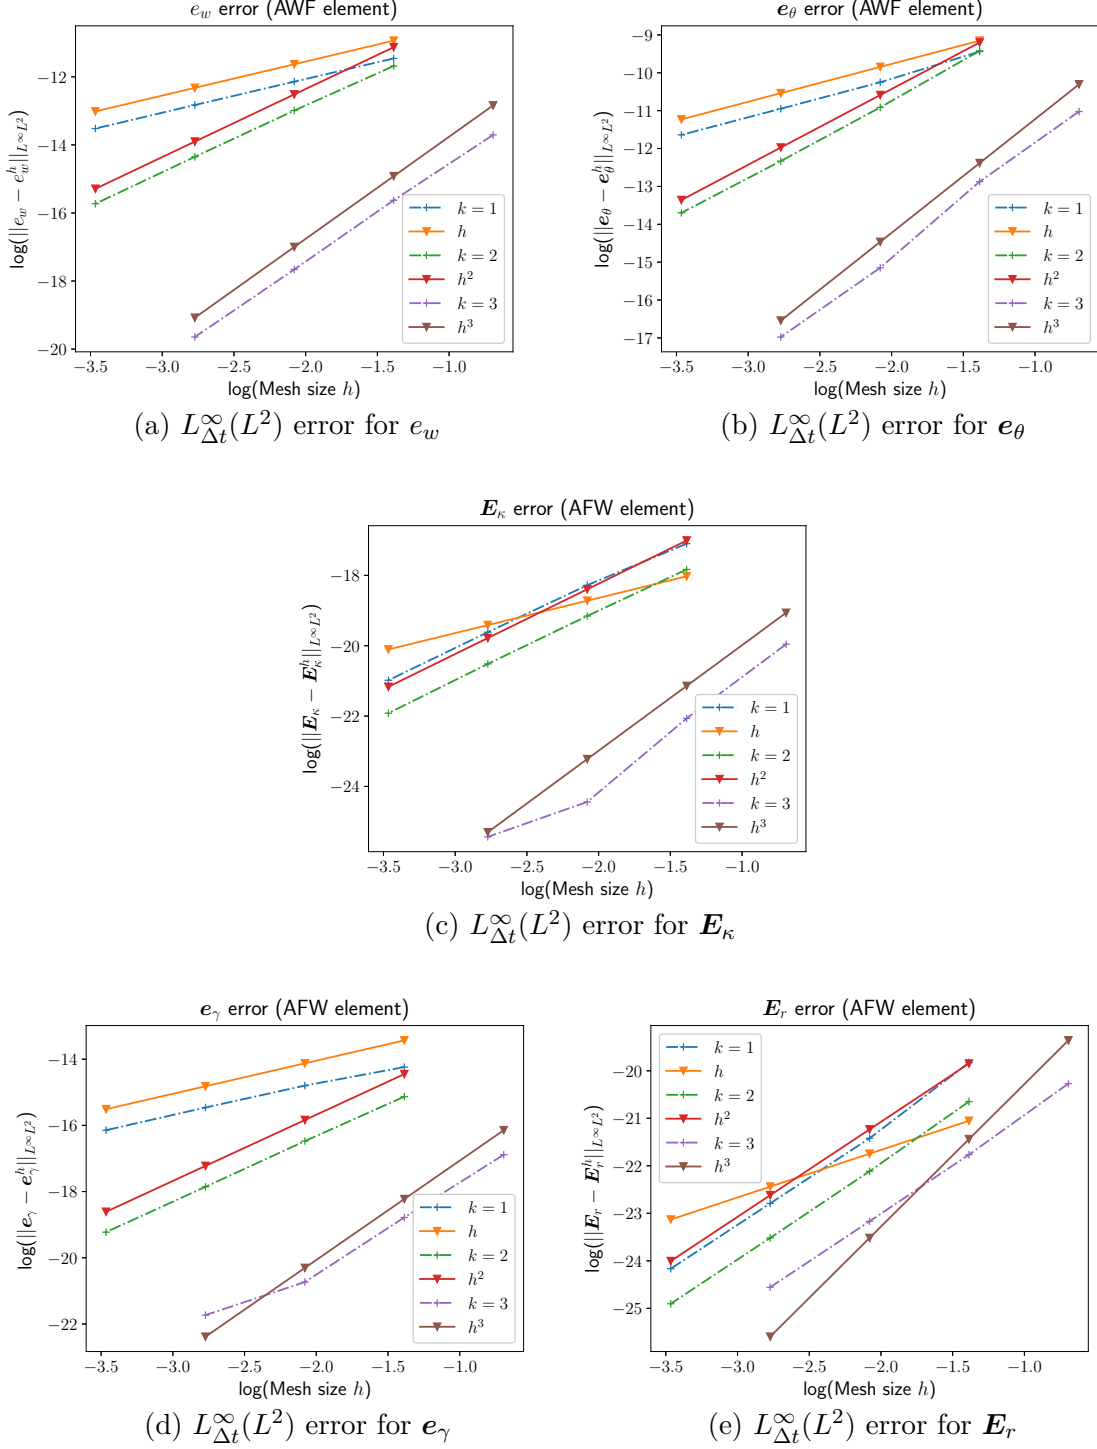 e_w error (AWF element)
log(||e_w − e_w^h||_{L^∞L^2})
−12
−14
−16
−18
−20
−3.5 −3.0 −2.5 −2.0 −1.5 −1.0
log(Mesh size h)
k = 1
h
k = 2
h^2
k = 3
h^3
(a) L^∞_{Δt}(L^2) error for e_w
e_θ error (AWF element)
log(||e_θ − e_θ^h||_{L^∞L^2})
−9
−10
−11
−12
−13
−14
−15
−16
−17
−3.5 −3.0 −2.5 −2.0 −1.5 −1.0
log(Mesh size h)
k = 1
h
k = 2
h^2
k = 3
h^3
(b) L^∞_{Δt}(L^2) error for e_θ
E_κ error (AFW element)
log(||E_κ − E_κ^h||_{L^∞L^2})
−18
−20
−22
−24
−3.5 −3.0 −2.5 −2.0 −1.5 −1.0
log(Mesh size h)
k = 1
h
k = 2
h^2
k = 3
h^3
(c) L^∞_{Δt}(L^2) error for E_κ
e_γ error (AFW element)
log(||e_γ − e_γ^h||_{L^∞L^2})
−14
−16
−18
−20
−22
−3.5 −3.0 −2.5 −2.0 −1.5 −1.0
log(Mesh size h)
k = 1
h
k = 2
h^2
k = 3
h^3
(d) L^∞_{Δt}(L^2) error for e_γ
E_r error (AFW element)
log(||E_r − E_r^h||_{L^∞L^2})
−20
−21
−22
−23
−24
−25
−3.5 −3.0 −2.5 −2.0 −1.5 −1.0
log(Mesh size h)
k = 1
h
k = 2
h^2
k = 3
h^3
(e) L^∞_{Δt}(L^2) error for E_r